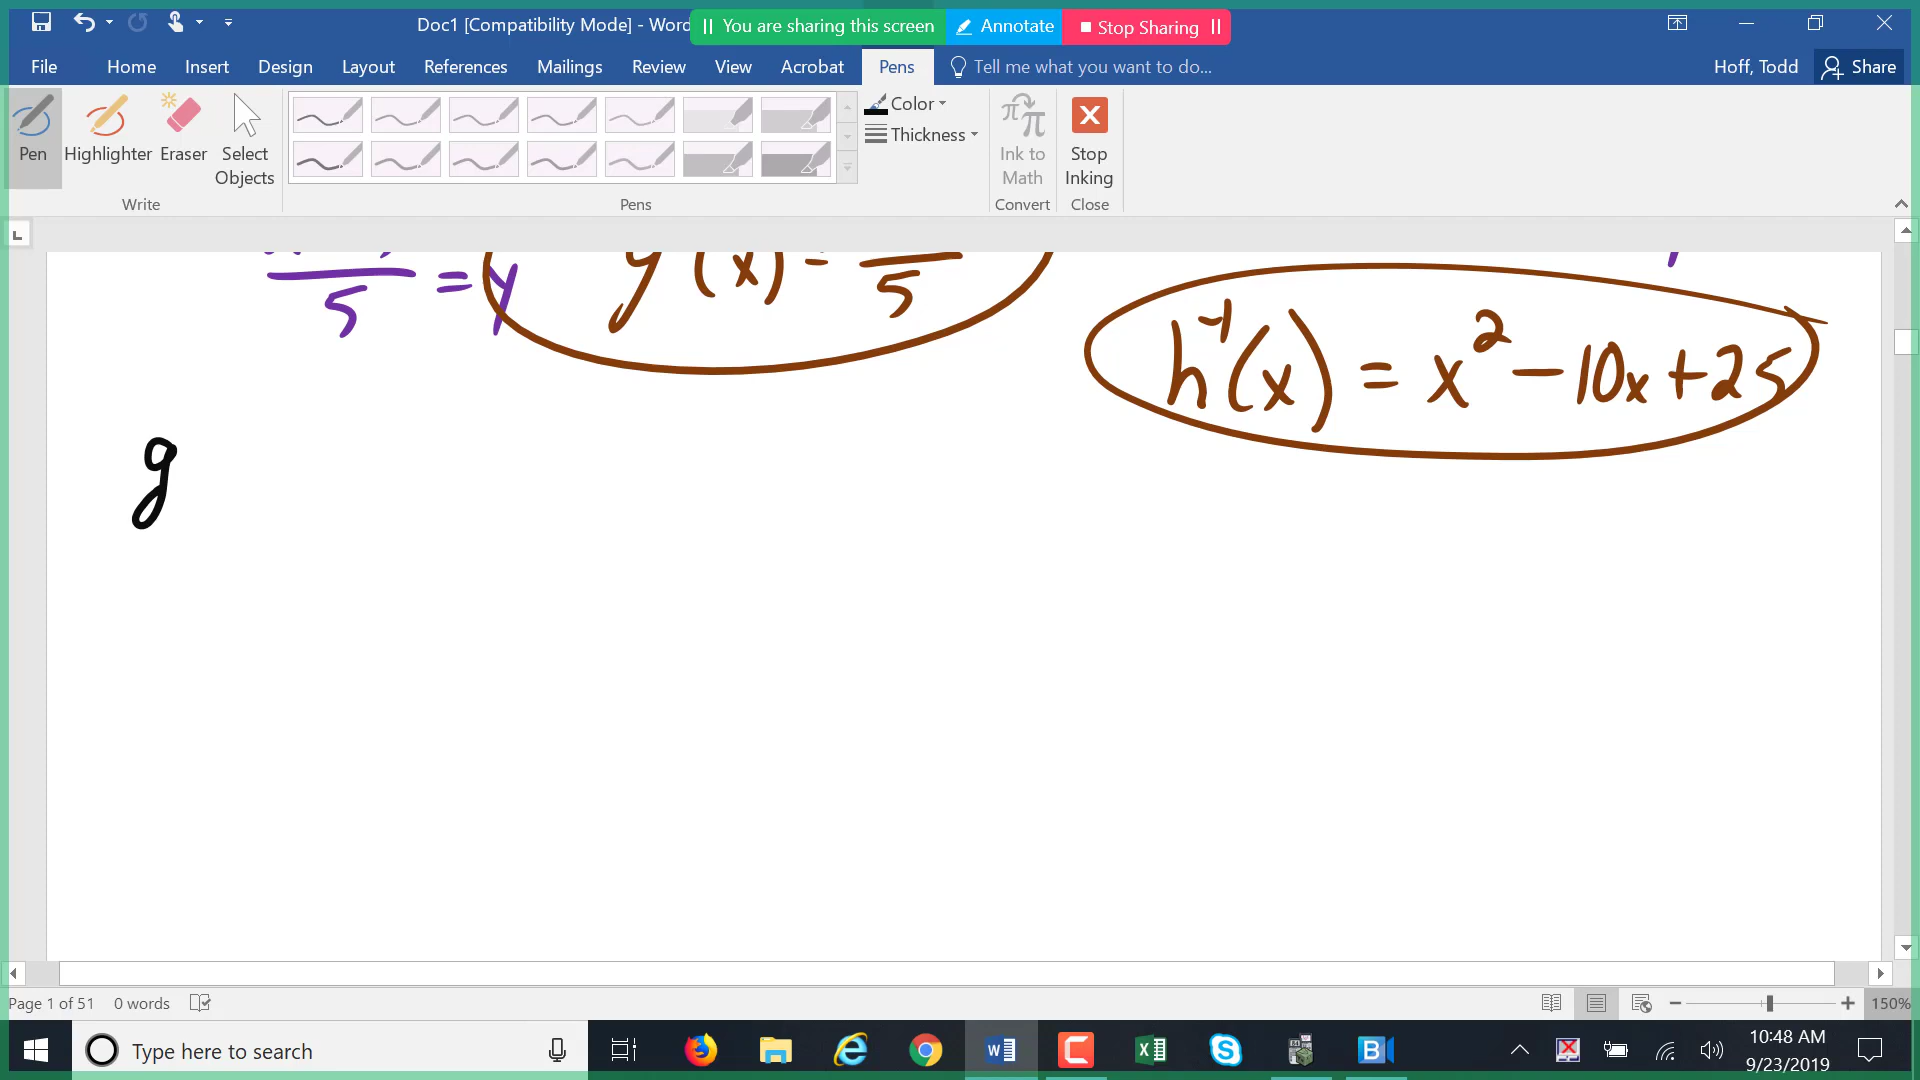 Doc1 [Compatibility Mode] - Word
You are sharing this screen
Annotate
Stop Sharing
File Home Insert Design Layout References Mailings Review View Acrobat Pens Tell me what you want to do... Hoff, Todd Share
Pen Highlighter Eraser Select Objects
Color
Thickness
Ink to Math
Stop Inking
Write Pens Convert Close
5 = y
(x) = 5
h⁻¹(x) = x² - 10x + 25
g
Page 1 of 51 0 words 150%
Type here to search
10:48 AM
9/23/2019